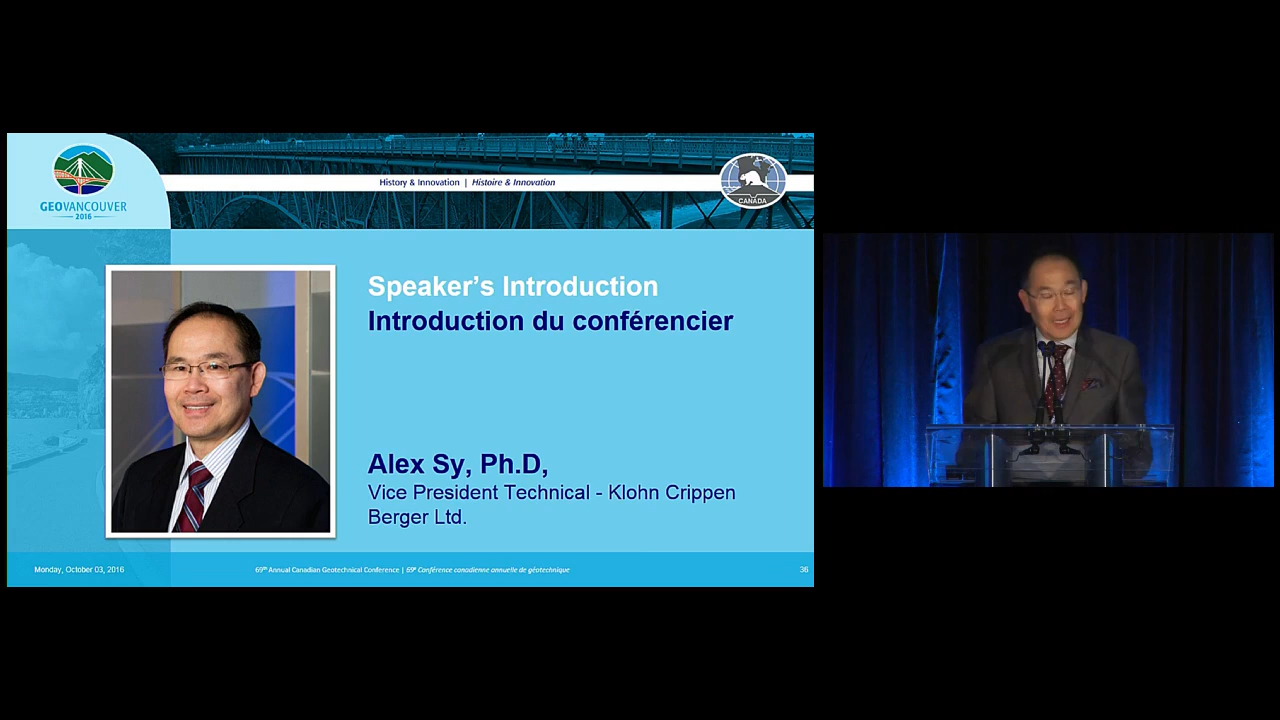 History & Innovation | Histoire & Innovation
GEOVANCOUVER
2016
CANADA
Speaker’s Introduction
Introduction du conférencier
Alex Sy, Ph.D,
Vice President Technical - Klohn Crippen
Berger Ltd.
Monday, October 03, 2016
69th Annual Canadian Geotechnical Conference | 69e Conférence canadienne annuelle de géotechnique
36